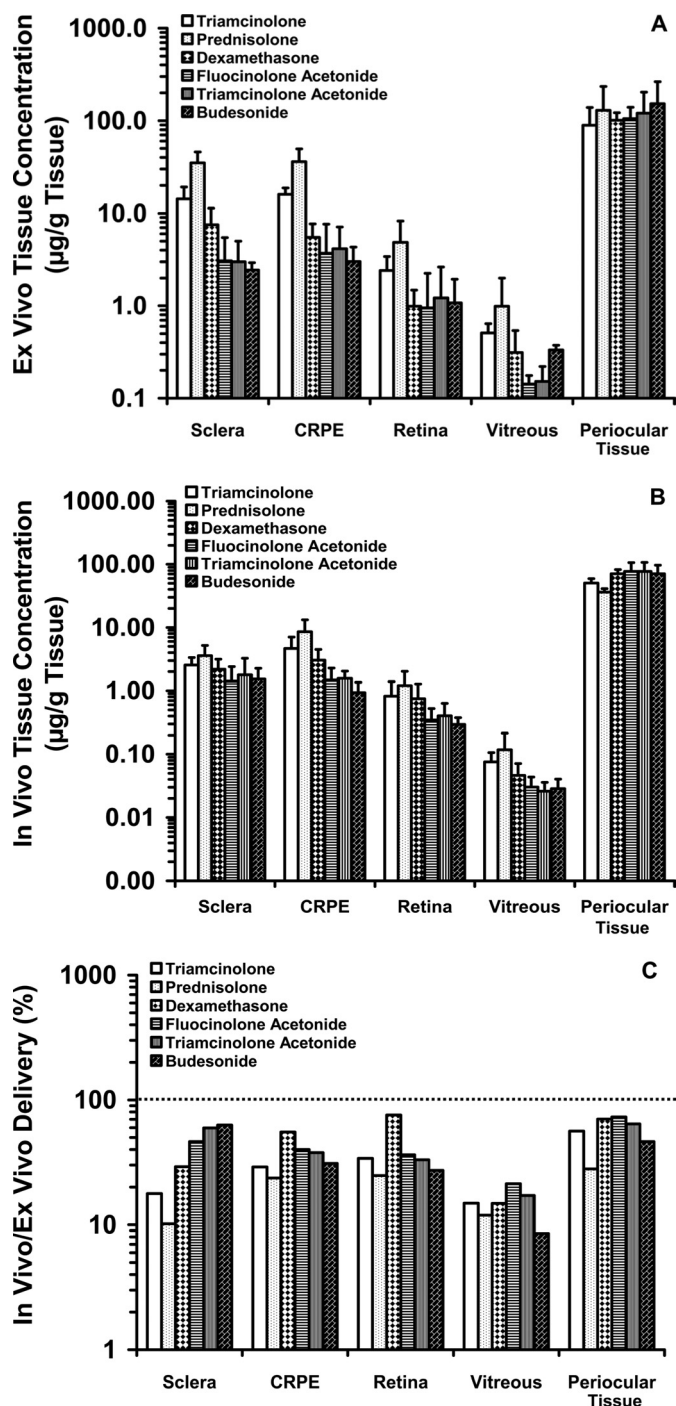 Ex Vivo Tissue Concentration
(µg/g Tissue)
A
Triamcinolone
Prednisolone
Dexamethasone
Fluocinolone Acetonide
Triamcinolone Acetonide
Budesonide
1000.0
100.0
10.0
1.0
0.1
Sclera CRPE Retina Vitreous Periocular
Tissue
In Vivo Tissue Concentration
(µg/g Tissue)
B
Triamcinolone
Prednisolone
Dexamethasone
Fluocinolone Acetonide
Triamcinolone Acetonide
Budesonide
1000.00
100.00
10.00
1.00
0.10
0.01
0.00
Sclera CRPE Retina Vitreous Periocular
Tissue
In Vivo/Ex Vivo Delivery (%)
C
Triamcinolone
Prednisolone
Dexamethasone
Fluocinolone Acetonide
Triamcinolone Acetonide
Budesonide
1000
100
10
1
Sclera CRPE Retina Vitreous Periocular
Tissue